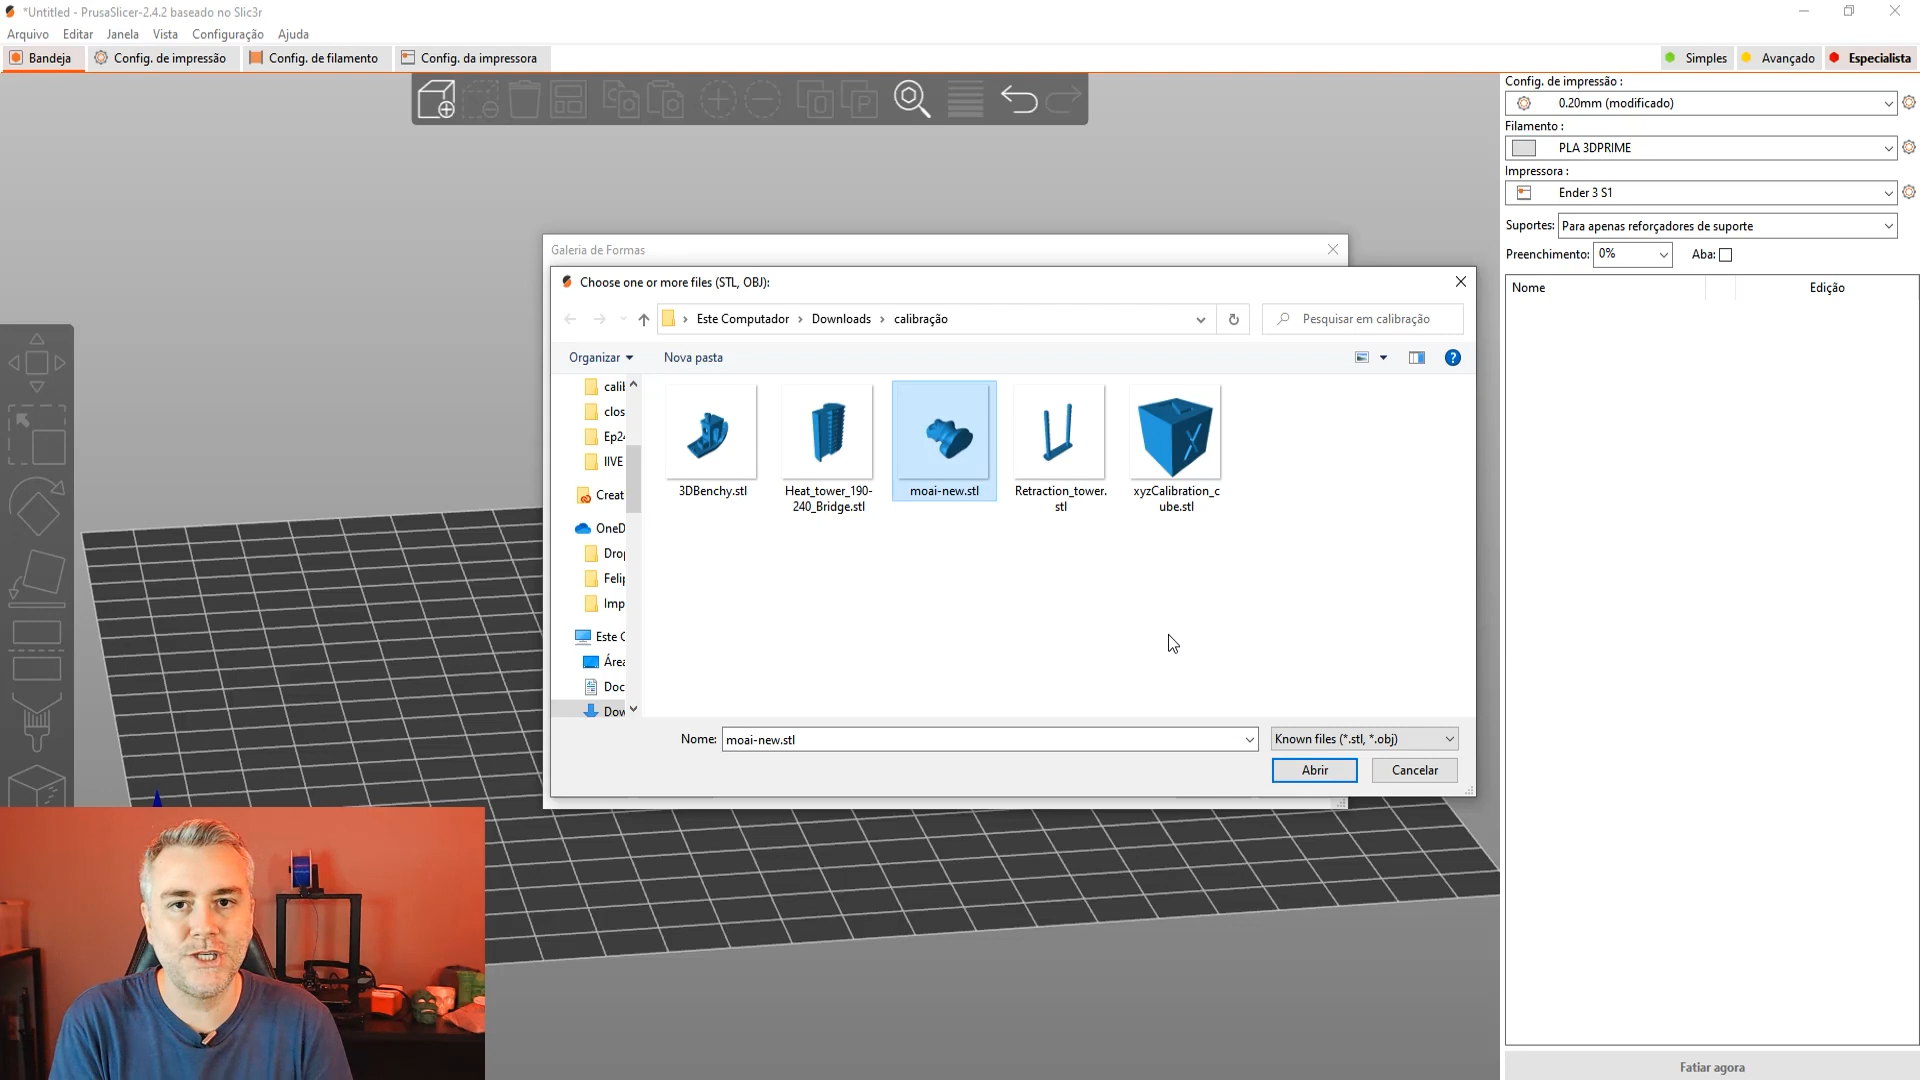 *Untitled - PrusaSlicer-2.4.2 baseado no Slic3r
Arquivo Editar Janela Vista Configuração Ajuda
Bandeja Config. de impressão Config. de filamento Config. da impressora Simples Avançado Especialista
Config. de impressão :
0.20mm (modificado)
Filamento :
PLA 3DPRIME
Impressora :
Ender 3 S1
Suportes: Para apenas reforçadores de suporte
Preenchimento: 0% Aba:
Nome Edição
Galeria de Formas
Choose one or more files (STL, OBJ):
Este Computador Downloads calibração Pesquisar em calibração
Organizar Nova pasta
calib
clos
Ep24
IIVE
Creat
OneD
Drop
Felip
Imp
Este C
Área
Doc
Dow
3DBenchy.stl
Heat_tower_190-
240_Bridge.stl
moai-new.stl
Retraction_tower.
stl
X
xyzCalibration_c
ube.stl
Nome: moai-new.stl Known files (*.stl, *.obj)
Abrir Cancelar
Fatiar agora